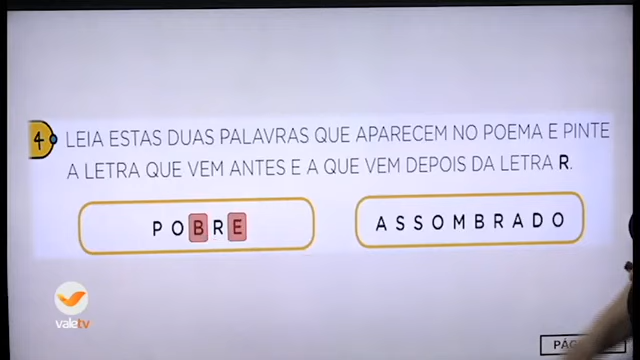 4 LEIA ESTAS DUAS PALAVRAS QUE APARECEM NO POEMA E PINTE
A LETRA QUE VEM ANTES E A QUE VEM DEPOIS DA LETRA R.
POBRE
ASSOMBRADO
valetv